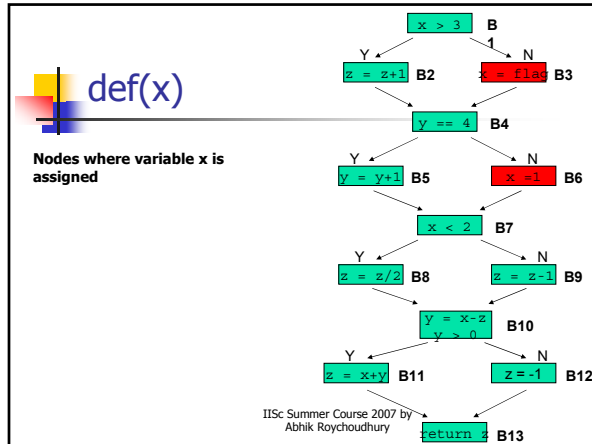 def(x)
Nodes where variable x is
assigned
x > 3 B
1
Y N
z = z+1 B2 x = flag B3
y == 4 B4
Y N
y = y+1 B5 x =1 B6
x < 2 B7
Y N
z = z/2 B8 z = z-1 B9
y = x-z
y > 0 B10
Y N
z = x+y B11 z = -1 B12
return z B13
IISc Summer Course 2007 by
Abhik Roychoudhury